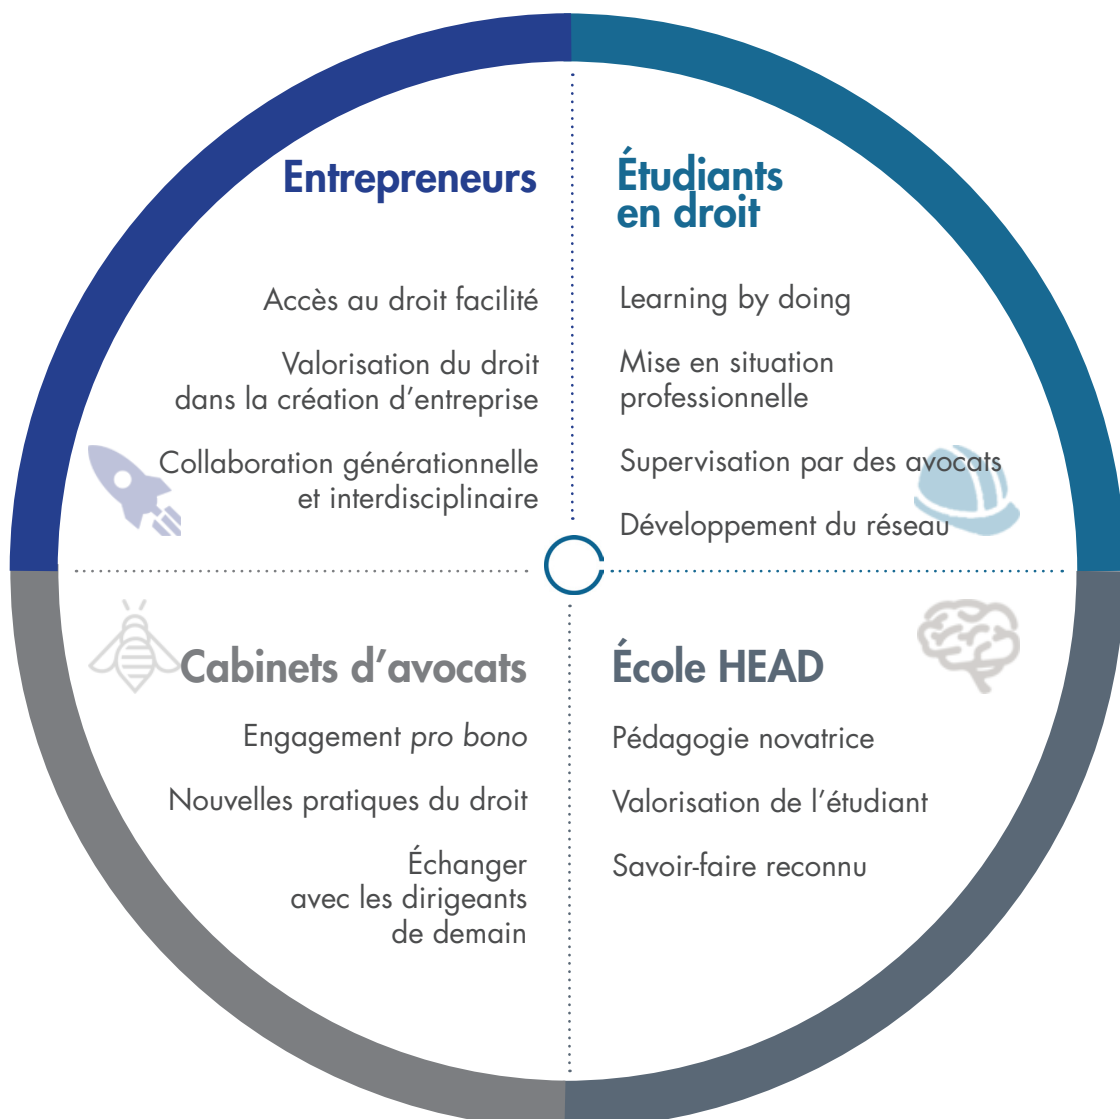 Entrepreneurs
Accès au droit facilité
Valorisation du droit
dans la création d’entreprise
Collaboration générationnelle
et interdisciplinaire
Étudiants
en droit
Learning by doing
Mise en situation
professionnelle
Supervisation par des avocats
Développement du réseau
Cabinets d’avocats
Engagement pro bono
Nouvelles pratiques du droit
Échanger
avec les dirigeants
de demain
École HEAD
Pédagogie novatrice
Valorisation de l’étudiant
Savoir-faire reconnu